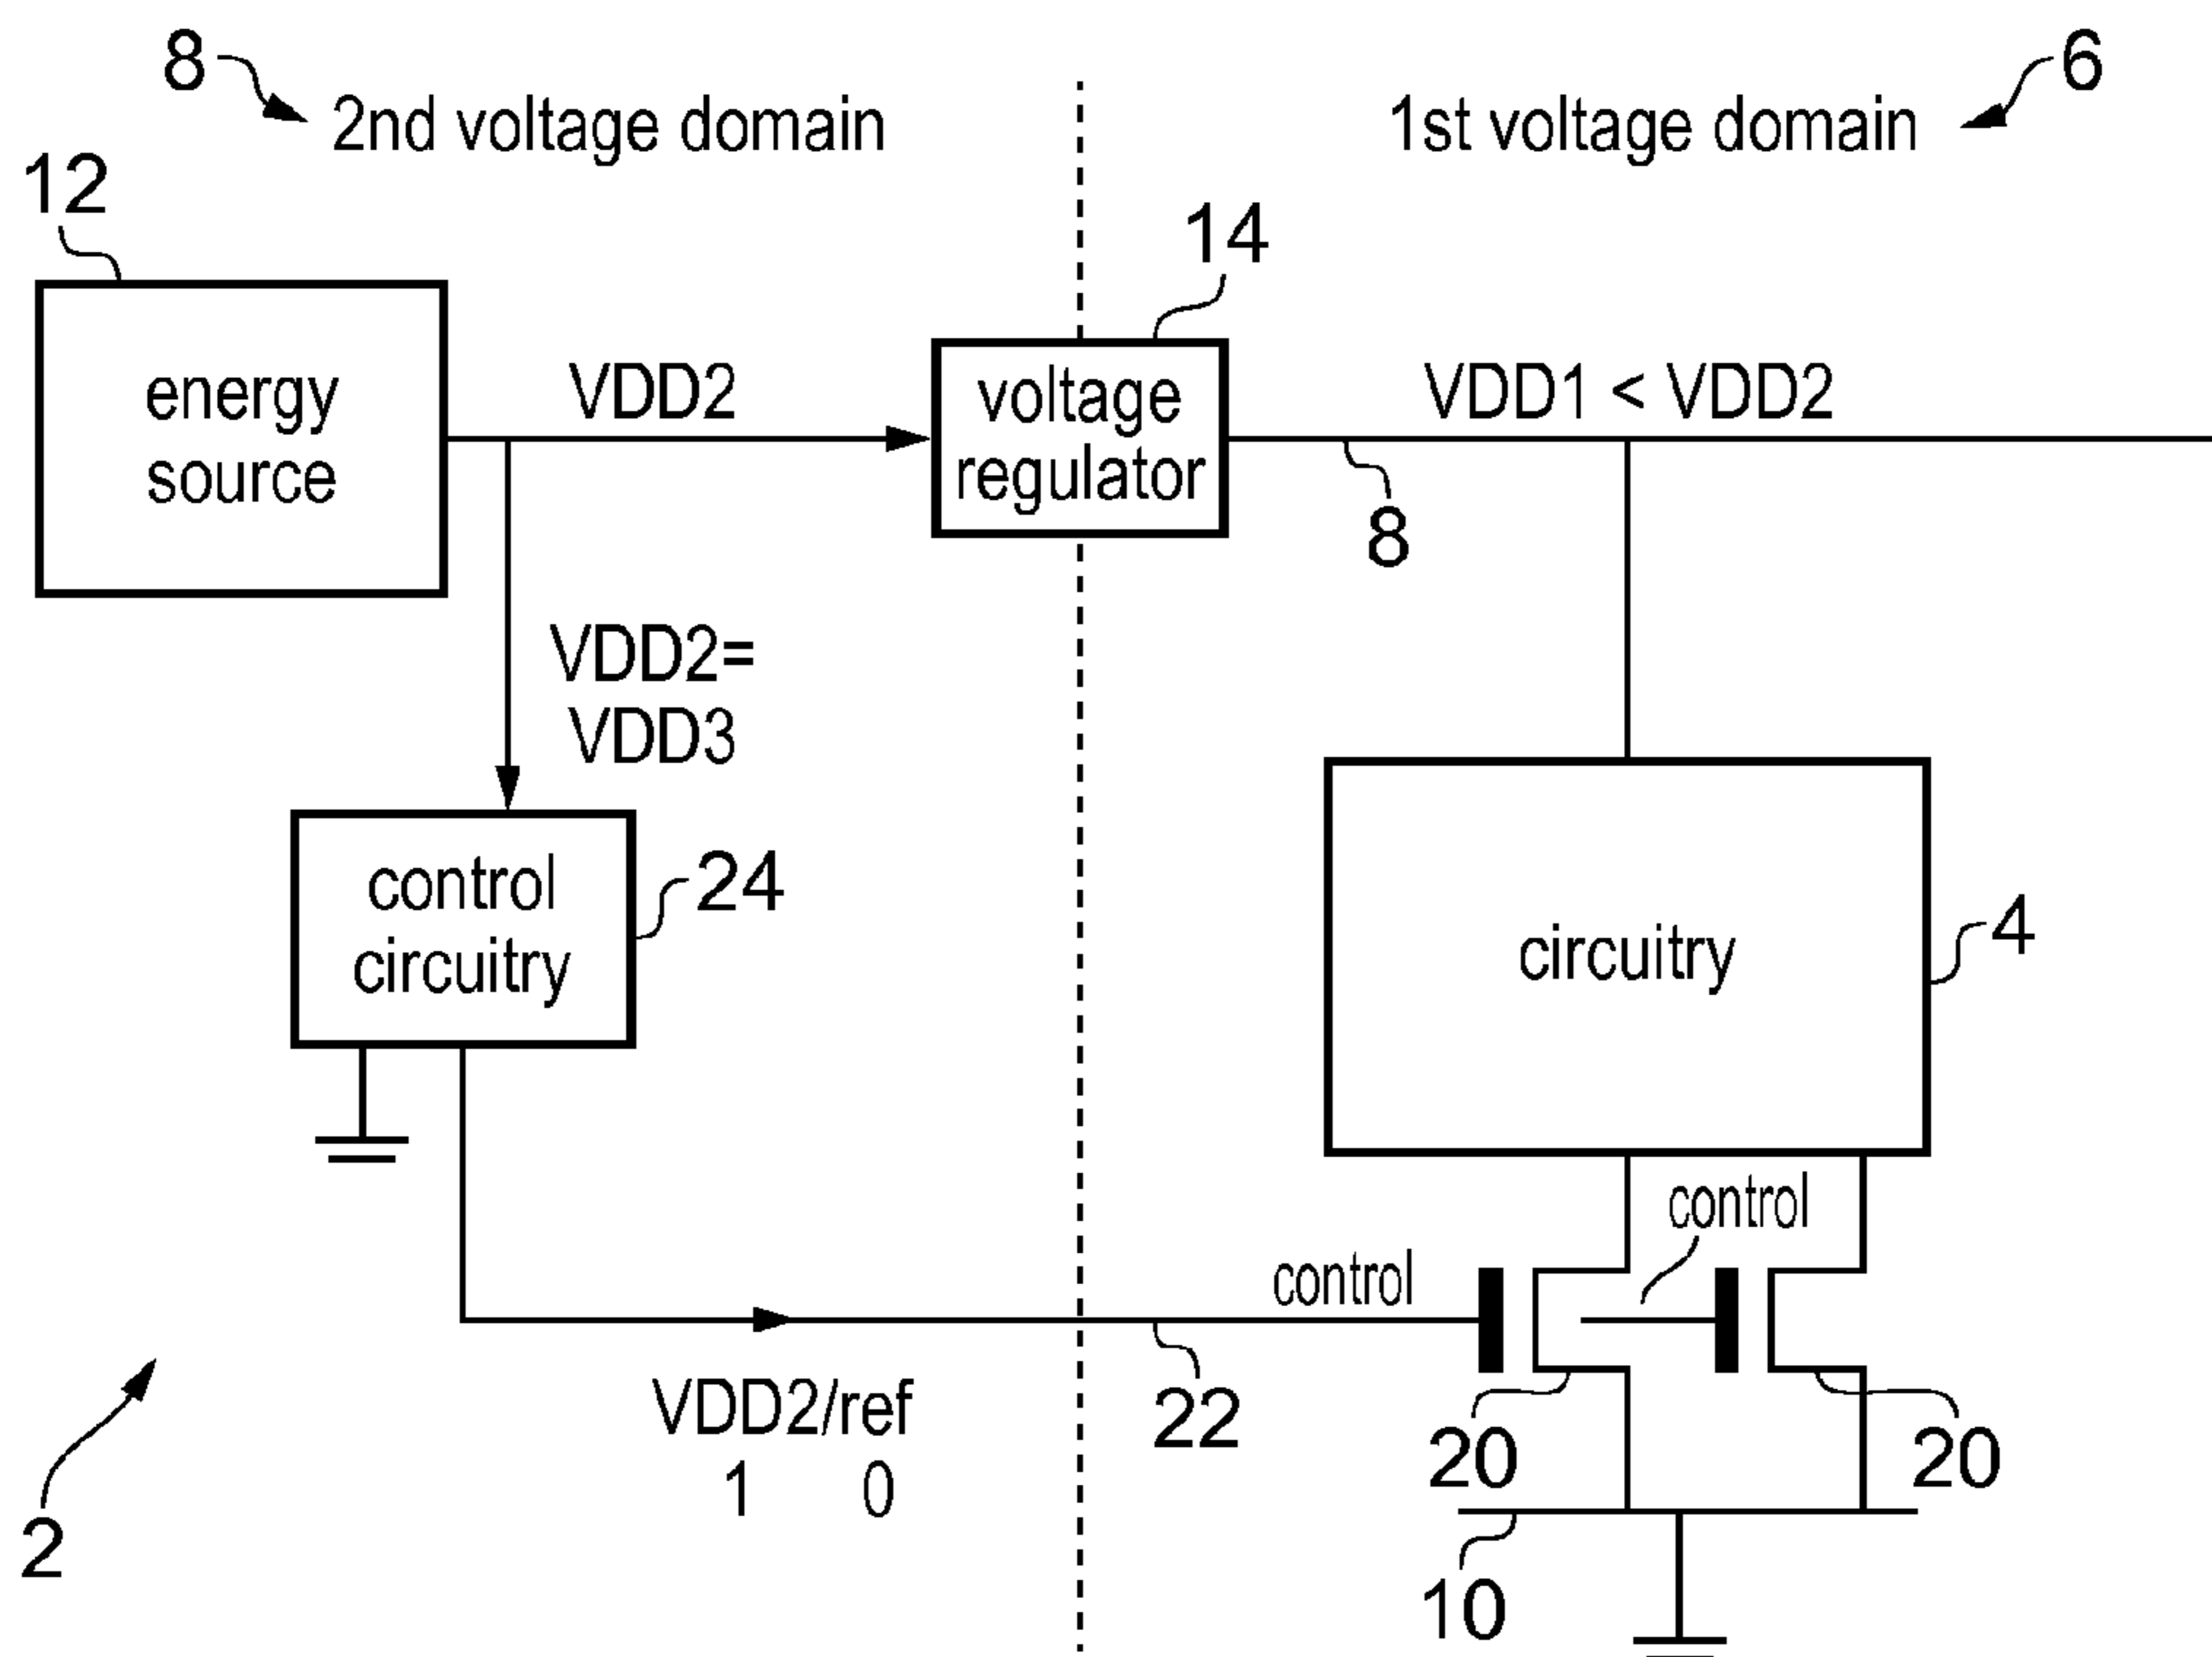 8
2nd voltage domain
1st voltage domain
6
12
14
energy
source
VDD2
voltage
regulator
VDD1 < VDD2
8
VDD2=
VDD3
control
circuitry
24
circuitry
4
control
control
VDD2/ref
1 0
22
20
20
2
10